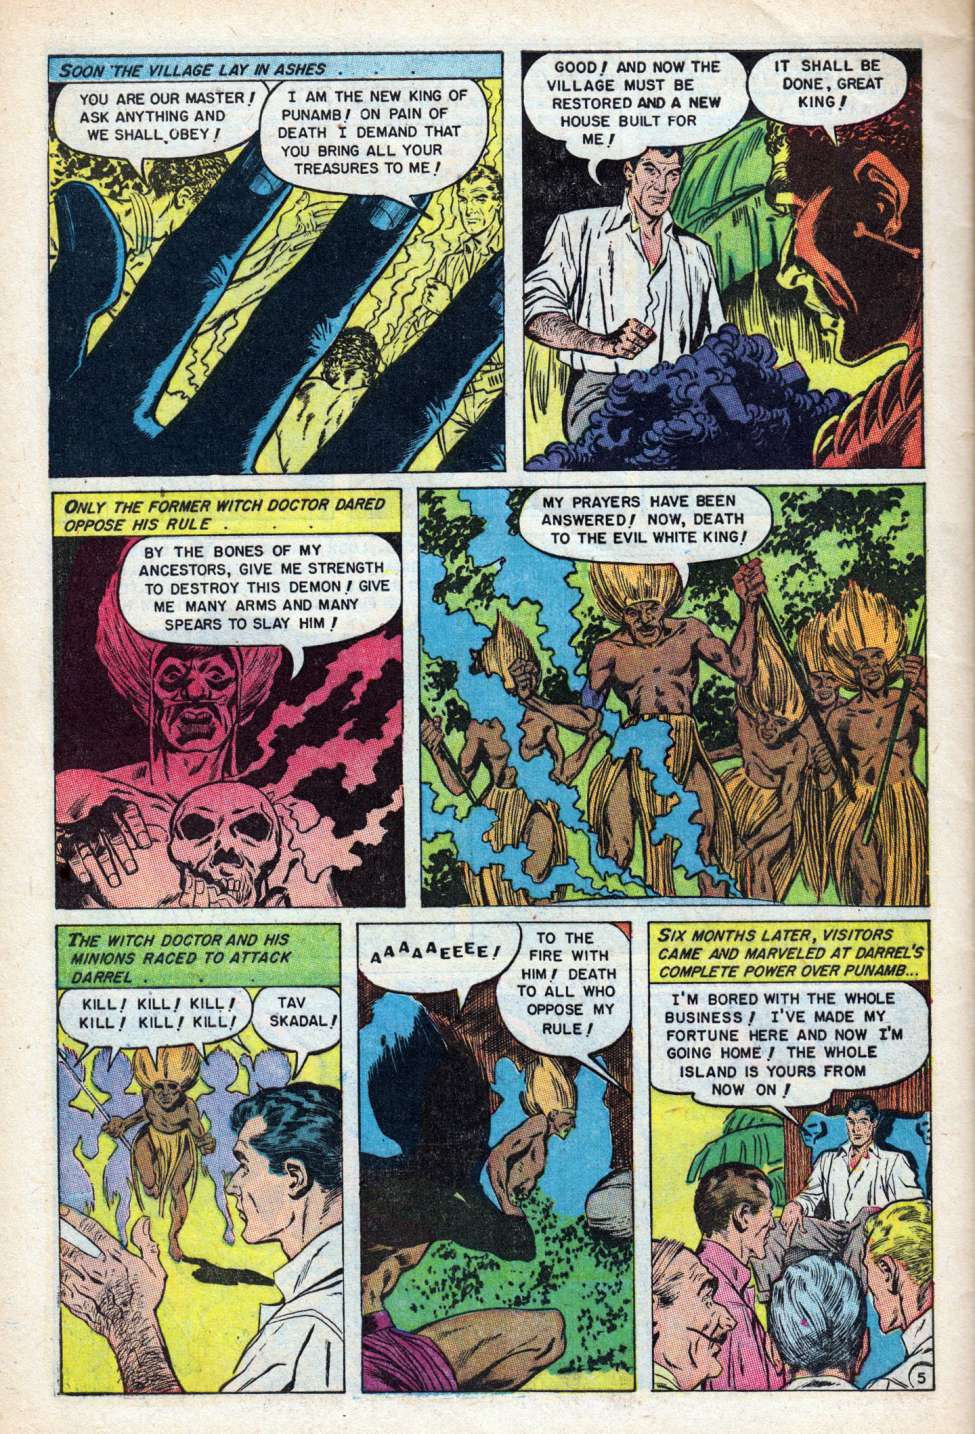 SOON THE VILLAGE LAY IN ASHES . . . .
YOU ARE OUR MASTER!
ASK ANYTHING AND
WE SHALL OBEY!
I AM THE NEW KING OF
PUNAMB! ON PAIN OF
DEATH I DEMAND THAT
YOU BRING ALL YOUR
TREASURES TO ME!
GOOD! AND NOW THE
VILLAGE MUST BE
RESTORED AND A NEW
HOUSE BUILT FOR
ME!
IT SHALL BE
DONE, GREAT
KING!
ONLY THE FORMER WITCH DOCTOR DARED
OPPOSE HIS RULE . . . .
BY THE BONES OF MY
ANCESTORS, GIVE ME STRENGTH
TO DESTROY THIS DEMON! GIVE
ME MANY ARMS AND MANY
SPEARS TO SLAY HIM!
MY PRAYERS HAVE BEEN
ANSWERED! NOW, DEATH
TO THE EVIL WHITE KING!
THE WITCH DOCTOR AND HIS
MINIONS RACED TO ATTACK
DARREL . . . .
KILL! KILL! KILL!
KILL! KILL! KILL!
TAV
SKADAL!
AAAAAEEEE!
TO THE
FIRE WITH
HIM! DEATH
TO ALL WHO
OPPOSE MY
RULE!
SIX MONTHS LATER, VISITORS
CAME AND MARVELED AT DARREL'S
COMPLETE POWER OVER PUNAMB...
I'M BORED WITH THE WHOLE
BUSINESS! I'VE MADE MY
FORTUNE HERE AND NOW I'M
GOING HOME! THE WHOLE
ISLAND IS YOURS FROM
NOW ON!
5